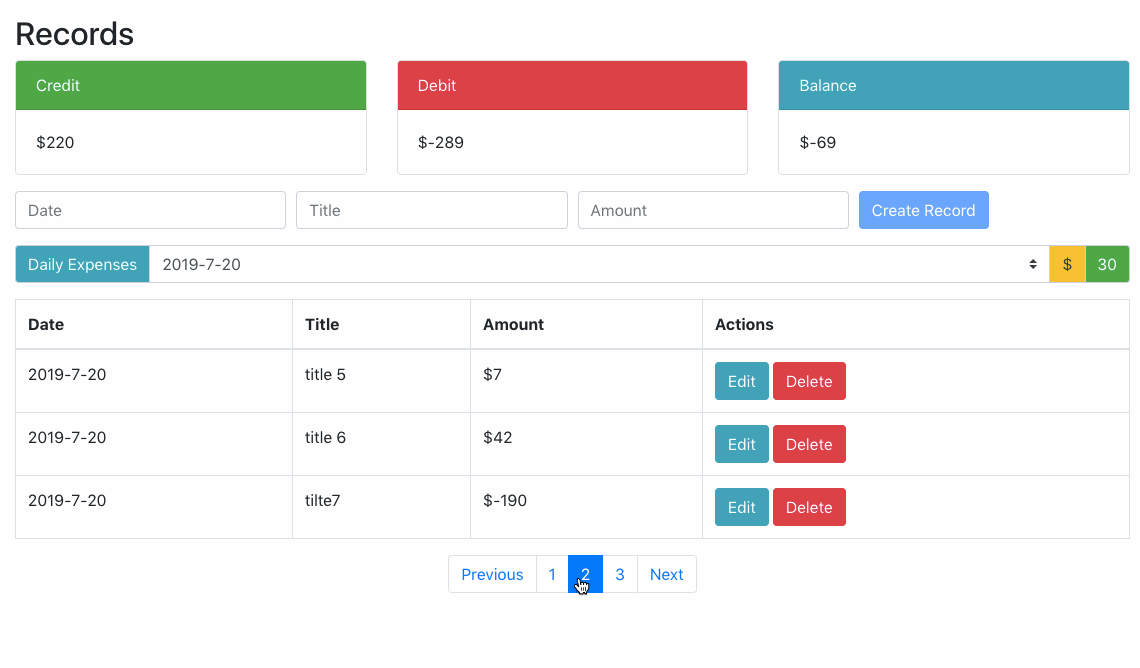 Records
Credit Debit Balance
$220 $-289 $-69
Date Title Amount Create Record
Daily Expenses 2019-7-20 $ 30
Date Title Amount Actions
2019-7-20 title 5 $7 Edit Delete
2019-7-20 title 6 $42 Edit Delete
2019-7-20 tilte7 $-190 Edit Delete
Previous 1 2 3 Next